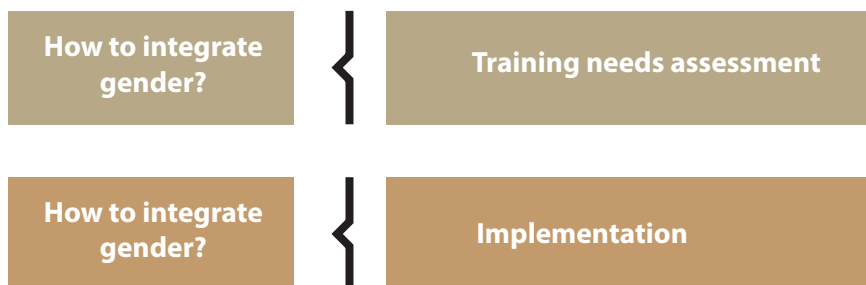 How to integrate
gender?
Training needs assessment
How to integrate
gender?
Implementation